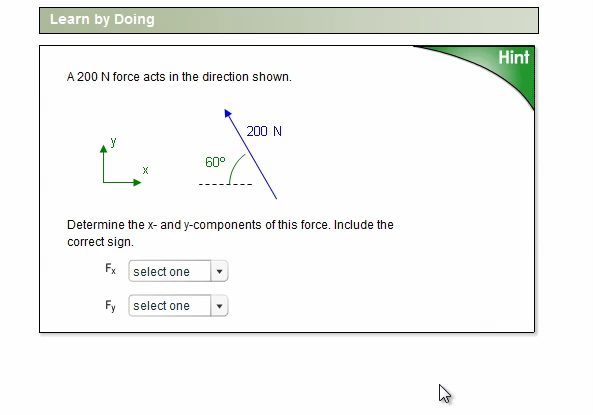 Learn by Doing
Hint
A 200 N force acts in the direction shown.
y
x
200 N
60º
Determine the x- and y-components of this force. Include the
correct sign.
Fx select one
Fy select one